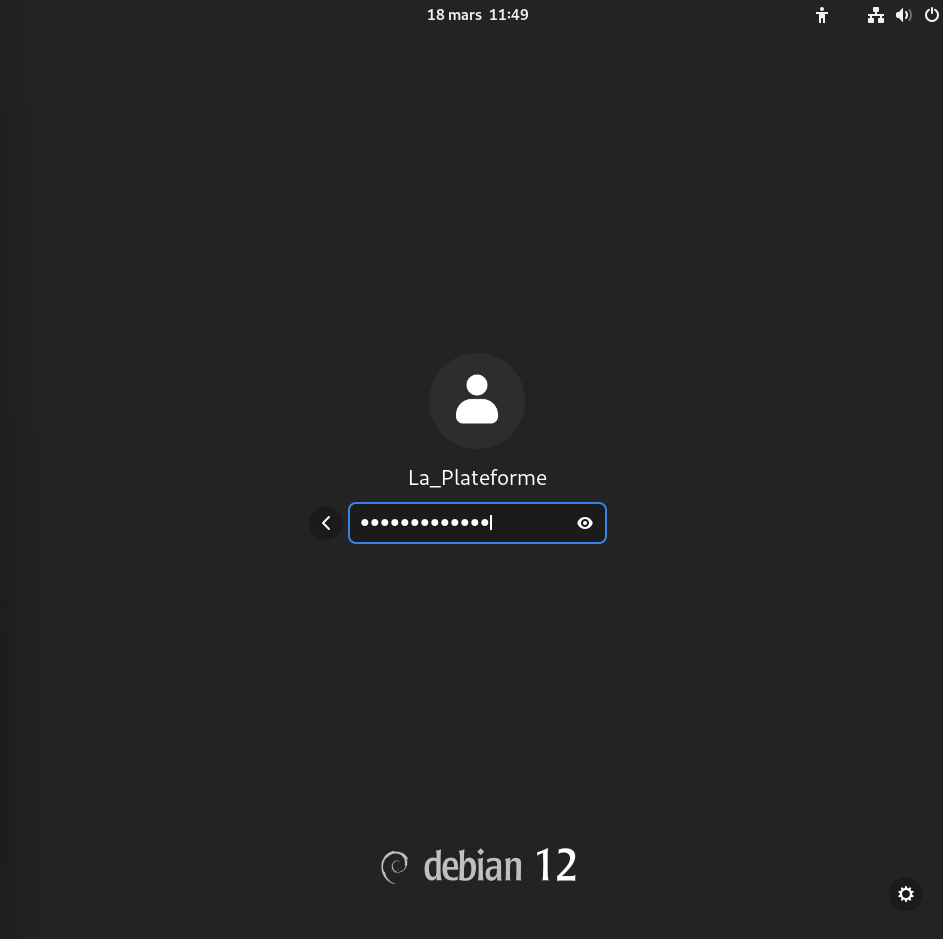 18 mars 11:49
La_Plateforme
●●●●●●●●●●●●●
debian 12